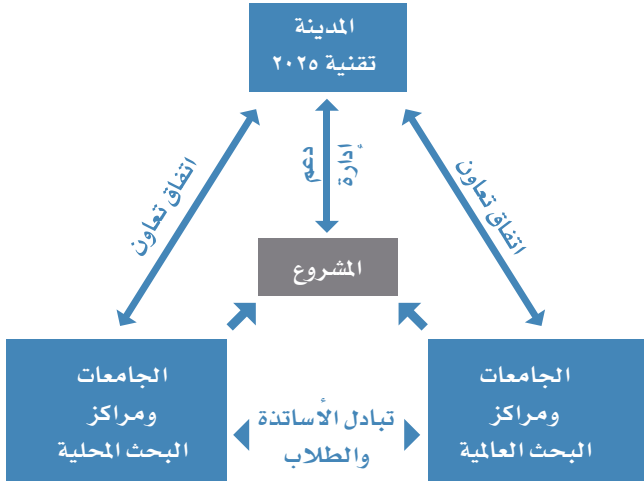 المدينة
تقنية ٢٠٢٥
دعم
إدارة
اتفاق تعاون
اتفاق تعاون
المشروع
الجامعات
ومراكز
البحث العالمية
تبادل الأساتذة
والطلاب
الجامعات
ومراكز
البحث المحلية